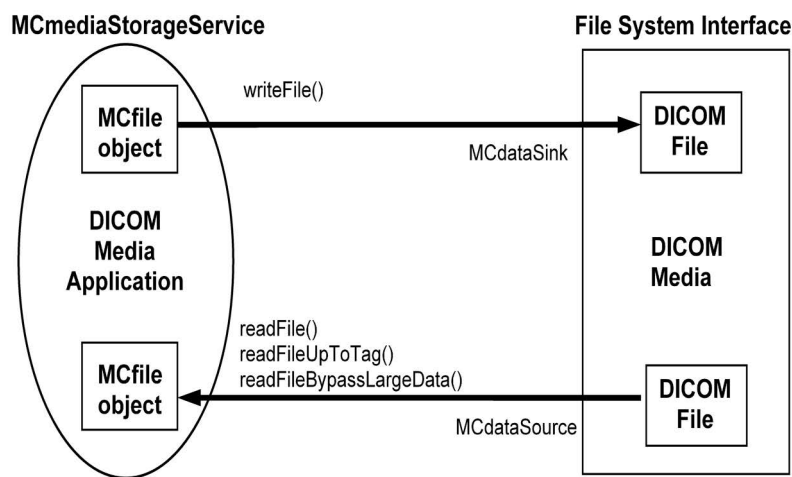 MCmediaStorageService
File System Interface
writeFile()
MCfile
object
DICOM
File
MCdataSink
DICOM
Media
Application
DICOM
Media
readFile()
readFileUpToTag()
readFileBypassLargeData()
MCfile
object
DICOM
File
MCdataSource